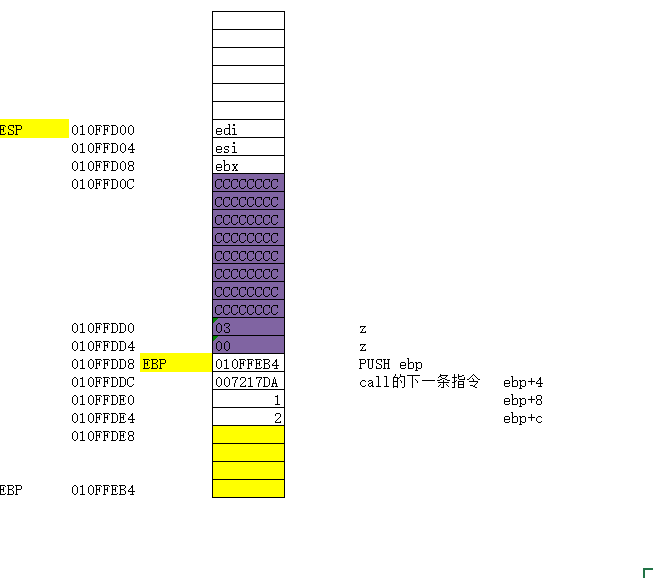 ESP 010FFD00 edi
010FFD04 esi
010FFD08 ebx
010FFD0C CCCCCCCC
CCCCCCCC
CCCCCCCC
CCCCCCCC
CCCCCCCC
CCCCCCCC
CCCCCCCC
CCCCCCCC
010FFDD0 03 z
010FFDD4 00 z
010FFDD8 EBP 010FFEB4 PUSH ebp
010FFDDC 007217DA call的下一条指令 ebp+4
010FFDE0 1 ebp+8
010FFDE4 2 ebp+c
010FFDE8
EBP 010FFEB4